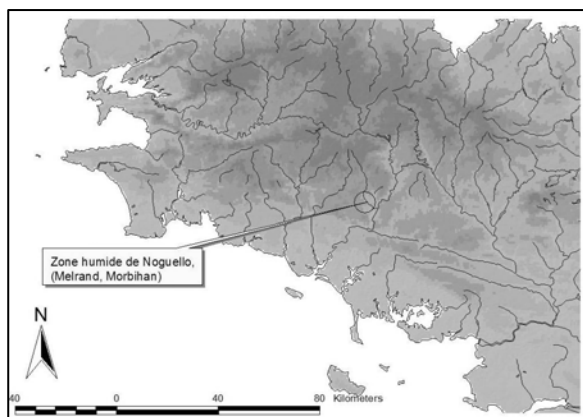 Zone humide de Noguello,
(Melrand, Morbihan)
N
40 0 40 80 Kilometers